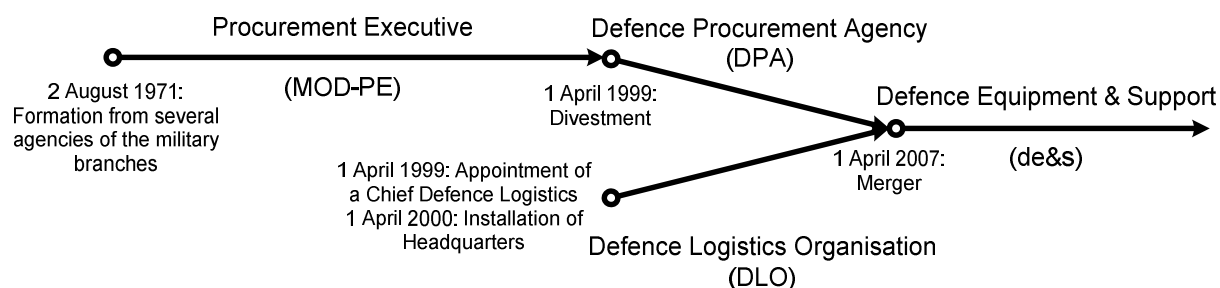 Procurement Executive
(MOD-PE)
2 August 1971:
Formation from several
agencies of the military
branches
Defence Procurement Agency
(DPA)
1 April 1999:
Divestment
1 April 1999: Appointment of
a Chief Defence Logistics
1 April 2000: Installation of
Headquarters
Defence Logistics Organisation
(DLO)
Defence Equipment & Support
(de&s)
1 April 2007:
Merger